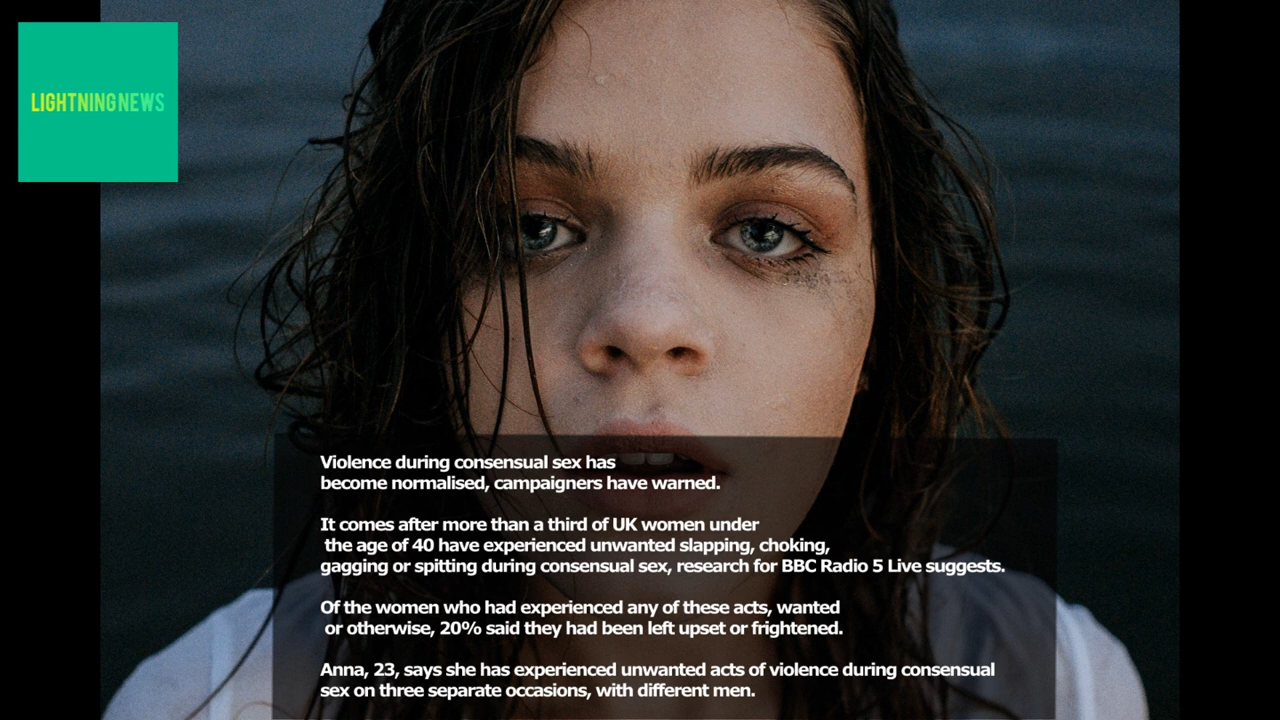 LIGHTNINGNEWS
Violence during consensual sex has
become normalised, campaigners have warned.
It comes after more than a third of UK women under
the age of 40 have experienced unwanted slapping, choking,
gagging or spitting during consensual sex, research for BBC Radio 5 Live suggests.
Of the women who had experienced any of these acts, wanted
or otherwise, 20% said they had been left upset or frightened.
Anna, 23, says she has experienced unwanted acts of violence during consensual
sex on three separate occasions, with different men.